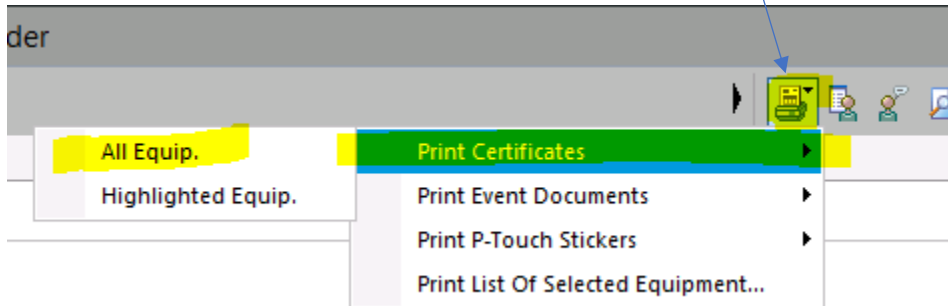 der
All Equip.
Print Certificates
Highlighted Equip.
Print Event Documents
Print P-Touch Stickers
Print List Of Selected Equipment...